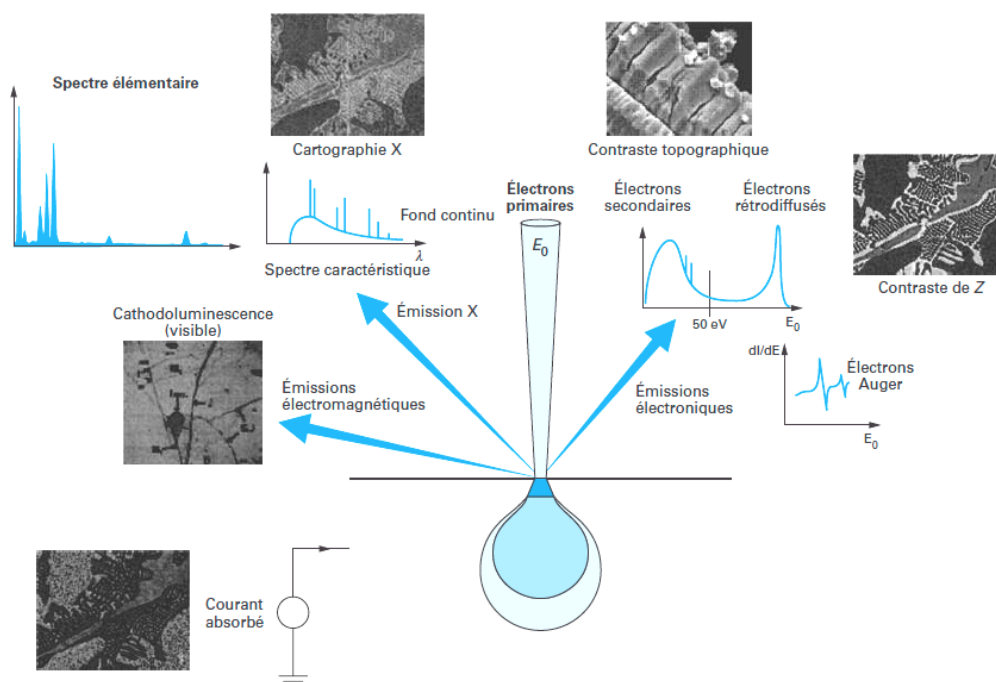 Spectre élémentaire
Cartographie X
Fond continu
λ
Spectre caractéristique
Émission X
Cathodoluminescence
(visible)
Émissions
électromagnétiques
Électrons
primaires
E₀
Contraste topographique
Électrons
secondaires
Électrons
rétrodiffusés
50 eV
E₀
Contraste de Z
dI/dE
Électrons
Auger
E₀
Émissions
électroniques
Courant
absorbé